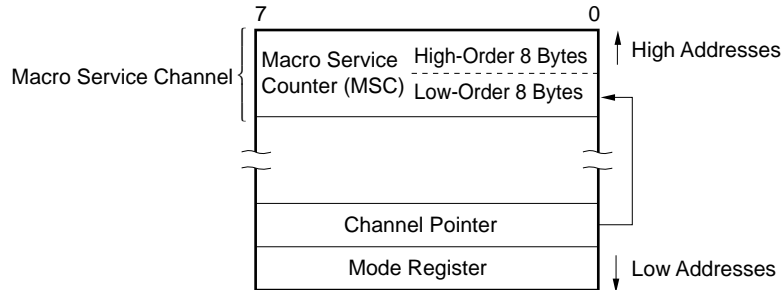 7 0
High Addresses
Macro Service Channel
Macro Service Counter (MSC)
High-Order 8 Bytes
Low-Order 8 Bytes
Channel Pointer
Mode Register
Low Addresses